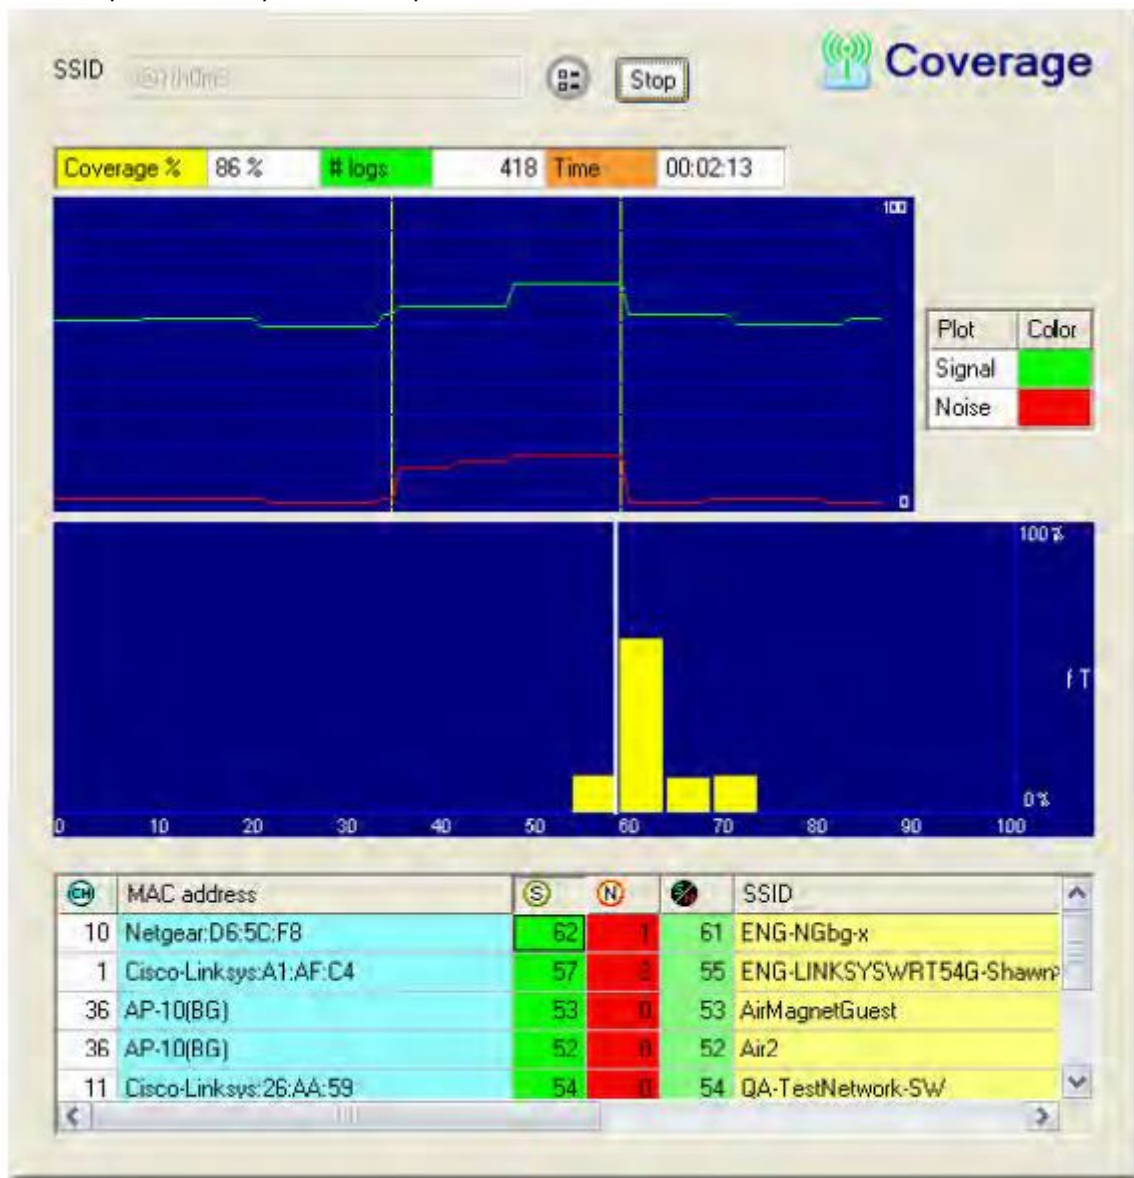 SSID
Stop
Coverage
Coverage % 86 % # logs 418 Time 00:02:13
100
0
Plot Color
Signal
Noise
100 %
f T
0 %
0 10 20 30 40 50 60 70 80 90 100
CH MAC address S N SSID
10 Netgear:D6:5C:F8 62 1 61 ENG-NGbg-x
1 Cisco-Linksys:A1:AF:C4 57 2 55 ENG-LINKSYSWRT54G-Shawn
36 AP-10(BG) 53 0 53 AirMagnetGuest
36 AP-10(BG) 52 0 52 Air2
11 Cisco-Linksys:26:AA:59 54 0 54 QA-TestNetwork-SW